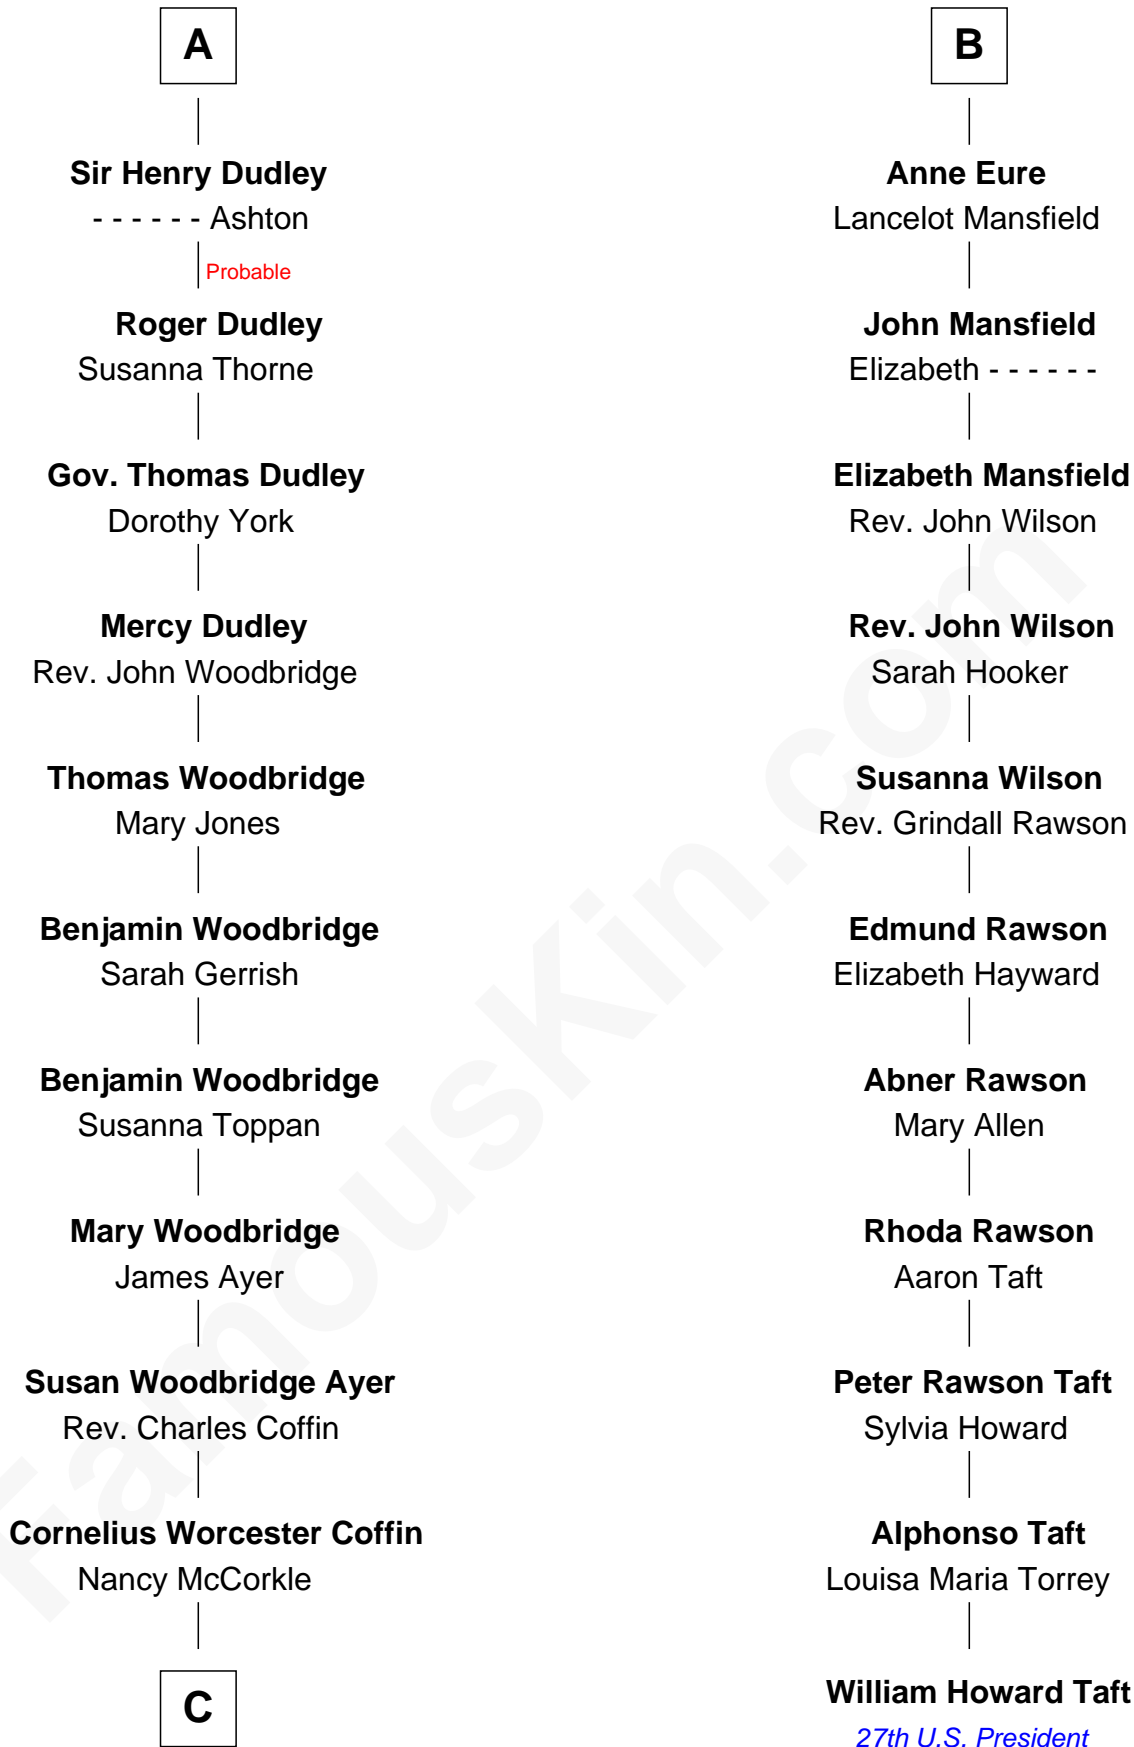 A
Sir Henry Dudley
- - - - - - Ashton
Probable
Roger Dudley
Susanna Thorne
Gov. Thomas Dudley
Dorothy York
Mercy Dudley
Rev. John Woodbridge
Thomas Woodbridge
Mary Jones
Benjamin Woodbridge
Sarah Gerrish
Benjamin Woodbridge
Susanna Toppan
Mary Woodbridge
James Ayer
Susan Woodbridge Ayer
Rev. Charles Coffin
Cornelius Worcester Coffin
Nancy McCorkle
C
B
Anne Eure
Lancelot Mansfield
John Mansfield
Elizabeth - - - - - -
Elizabeth Mansfield
Rev. John Wilson
Rev. John Wilson
Sarah Hooker
Susanna Wilson
Rev. Grindall Rawson
Edmund Rawson
Elizabeth Hayward
Abner Rawson
Mary Allen
Rhoda Rawson
Aaron Taft
Peter Rawson Taft
Sylvia Howard
Alphonso Taft
Louisa Maria Torrey
William Howard Taft
27th U.S. President
FamousKin.com